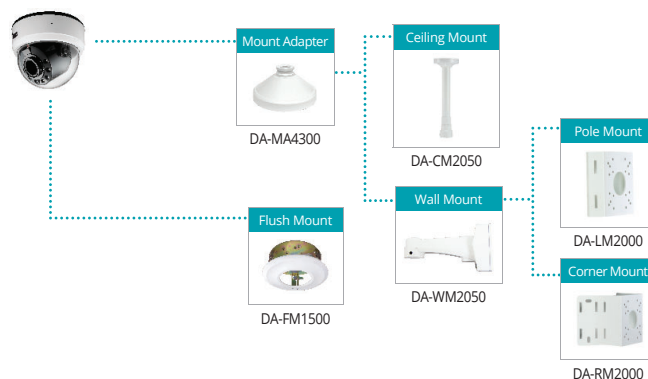 Mount Adapter
DA-MA4300
Ceiling Mount
DA-CM2050
Pole Mount
DA-LM2000
Wall Mount
DA-WM2050
Flush Mount
DA-FM1500
Corner Mount
DA-RM2000